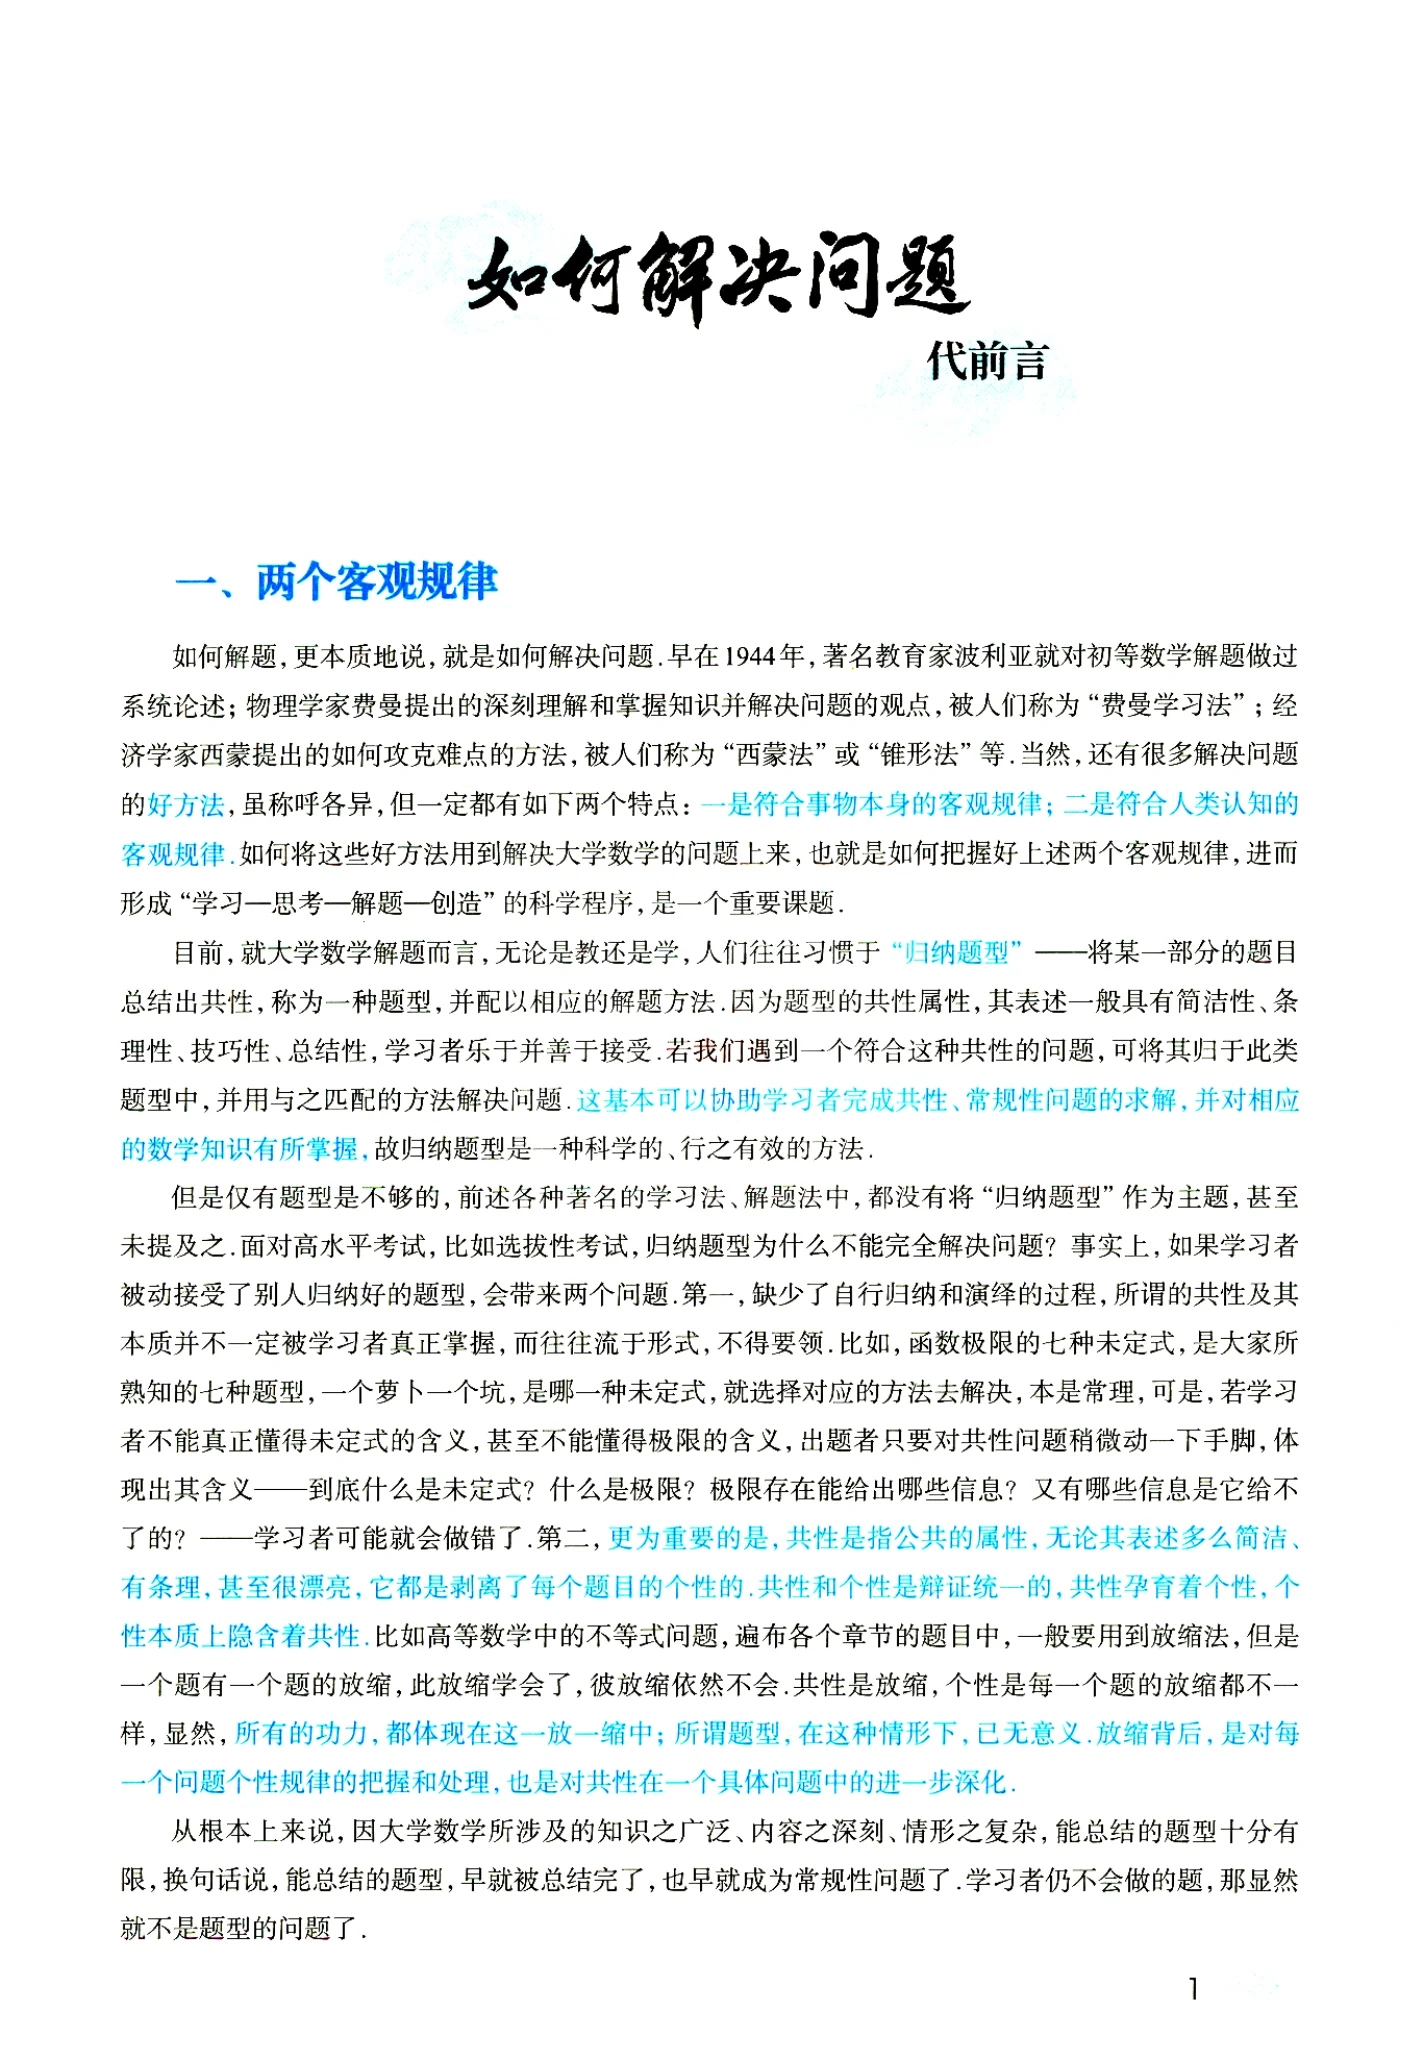 如何解决问题
代前言
一、两个客观规律
如何解题,更本质地说,就是如何解决问题.早在1944年,著名教育家波利亚就对初等数学解题做过
系统论述;物理学家费曼提出的深刻理解和掌握知识并解决问题的观点,被人们称为“费曼学习法”;经
济学家西蒙提出的如何攻克难点的方法,被人们称为“西蒙法”或“锥形法”等.当然,还有很多解决问题
的好方法,虽称呼各异,但一定都有如下两个特点:一是符合事物本身的客观规律;二是符合人类认知的
客观规律.如何将这些好方法用到解决大学数学的问题上来,也就是如何把握好上述两个客观规律,进而
形成“学习—思考—解题—创造”的科学程序,是一个重要课题.
目前,就大学数学解题而言,无论是教还是学,人们往往习惯于“归纳题型”——将某一部分的题目
总结出共性,称为一种题型,并配以相应的解题方法.因为题型的共性属性,其表述一般具有简洁性、条
理性、技巧性、总结性,学习者乐于并善于接受.若我们遇到一个符合这种共性的问题,可将其归于此类
题型中,并用与之匹配的方法解决问题.这基本可以协助学习者完成共性、常规性问题的求解,并对相应
的数学知识有所掌握,故归纳题型是一种科学的、行之有效的方法.
但是仅有题型是不够的,前述各种著名的学习法、解题法中,都没有将“归纳题型”作为主题,甚至
未提及之.面对高水平考试,比如选拔性考试,归纳题型为什么不能完全解决问题?事实上,如果学习者
被动接受了别人归纳好的题型,会带来两个问题.第一,缺少了自行归纳和演绎的过程,所谓的共性及其
本质并不一定被学习者真正掌握,而往往流于形式,不得要领.比如,函数极限的七种未定式,是大家所
熟知的七种题型,一个萝卜一个坑,是哪一种未定式,就选择对应的方法去解决,本是常理,可是,若学习
者不能真正懂得未定式的含义,甚至不能懂得极限的含义,出题者只要对共性问题稍微动一下手脚,体
现出其含义——到底什么是未定式?什么是极限?极限存在能给出哪些信息?又有哪些信息是它给不
了的?——学习者可能就会做错了.第二,更为重要的是,共性是指公共的属性,无论其表述多么简洁、
有条理,甚至很漂亮,它都是剥离了每个题目的个性的.共性和个性是辩证统一的,共性孕育着个性,个
性本质上隐含着共性.比如高等数学中的不等式问题,遍布各个章节的题目中,一般要用到放缩法,但是
一个题有一个题的放缩,此放缩学会了,彼放缩依然不会.共性是放缩,个性是每一个题的放缩都不一
样,显然,所有的功力,都体现在这一放一缩中;所谓题型,在这种情形下,已无意义.放缩背后,是对每
一个问题个性规律的把握和处理,也是对共性在一个具体问题中的进一步深化.
从根本上来说,因大学数学所涉及的知识之广泛、内容之深刻、情形之复杂,能总结的题型十分有
限,换句话说,能总结的题型,早就被总结完了,也早就成为常规性问题了.学习者仍不会做的题,那显然
就不是题型的问题了.
1